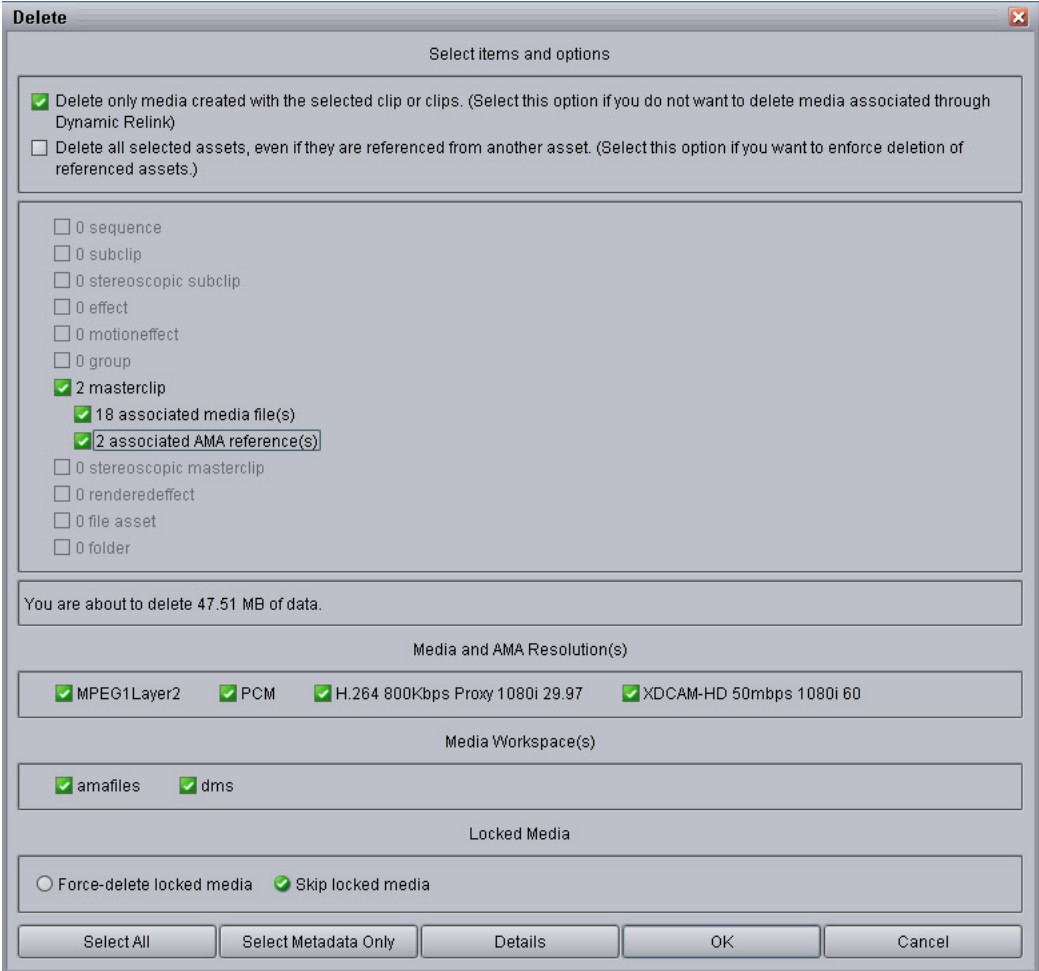 Delete
Select items and options
Delete only media created with the selected clip or clips. (Select this option if you do not want to delete media associated through
Dynamic Relink)
Delete all selected assets, even if they are referenced from another asset. (Select this option if you want to enforce deletion of
referenced assets.)
0 sequence
0 subclip
0 stereoscopic subclip
0 effect
0 motioneffect
0 group
2 masterclip
18 associated media file(s)
2 associated AMA reference(s)
0 stereoscopic masterclip
0 renderedeffect
0 file asset
0 folder
You are about to delete 47.51 MB of data.
Media and AMA Resolution(s)
MPEG1Layer2 PCM H.264 800Kbps Proxy 1080i 29.97 XDCAM-HD 50mbps 1080i 60
Media Workspace(s)
amafiles dms
Locked Media
Force-delete locked media Skip locked media
Select All Select Metadata Only Details OK Cancel